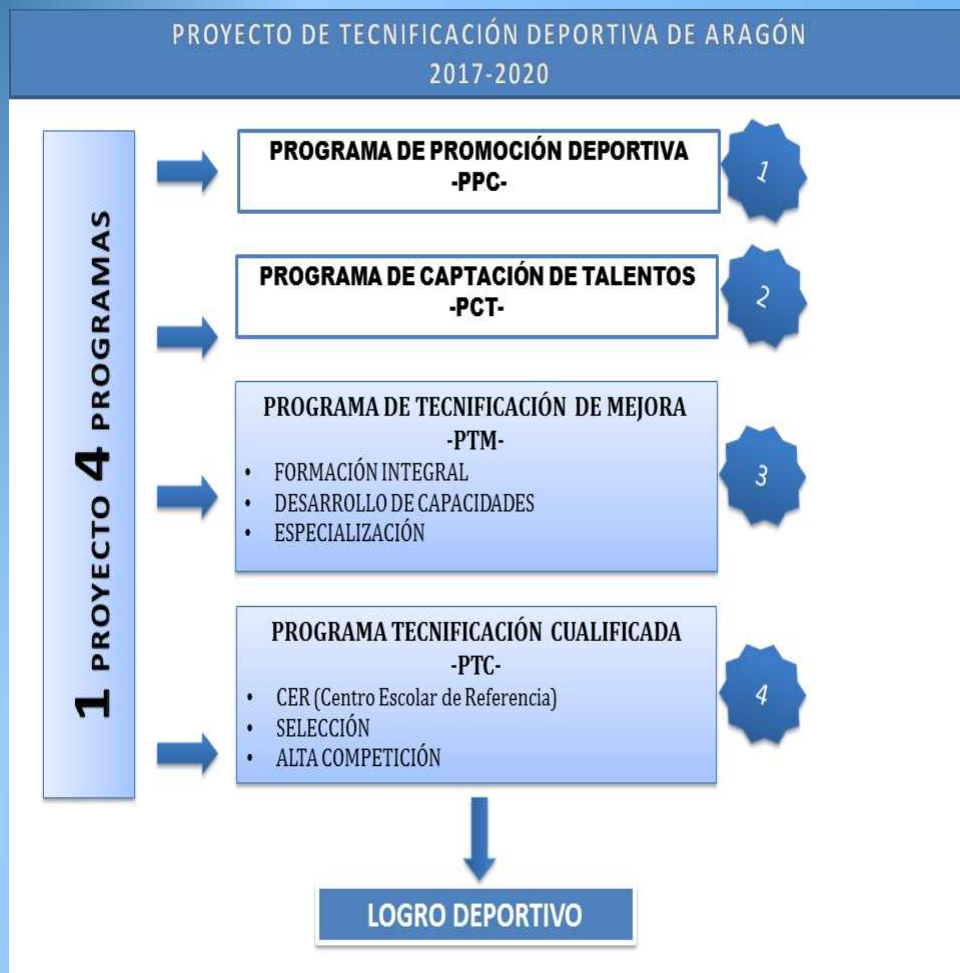 PROYECTO DE TECNIFICACIÓN DEPORTIVA DE ARAGÓN
2017-2020
1 PROYECTO 4 PROGRAMAS
PROGRAMA DE PROMOCIÓN DEPORTIVA
-PPC-
1
PROGRAMA DE CAPTACIÓN DE TALENTOS
-PCT-
2
PROGRAMA DE TECNIFICACIÓN DE MEJORA
-PTM-
• FORMACIÓN INTEGRAL
• DESARROLLO DE CAPACIDADES
• ESPECIALIZACIÓN
3
PROGRAMA TECNIFICACIÓN CUALIFICADA
-PTC-
• CER (Centro Escolar de Referencia)
• SELECCIÓN
• ALTA COMPETICIÓN
4
LOGRO DEPORTIVO